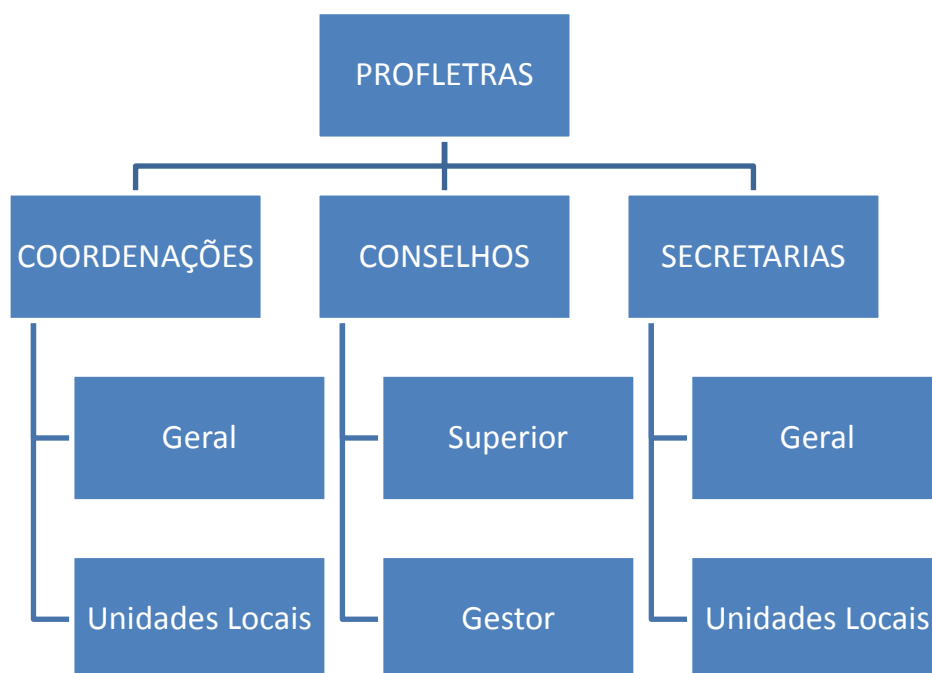 PROFLETRAS
COORDENAÇÕES
CONSELHOS
SECRETARIAS
Geral
Superior
Geral
Unidades Locais
Gestor
Unidades Locais